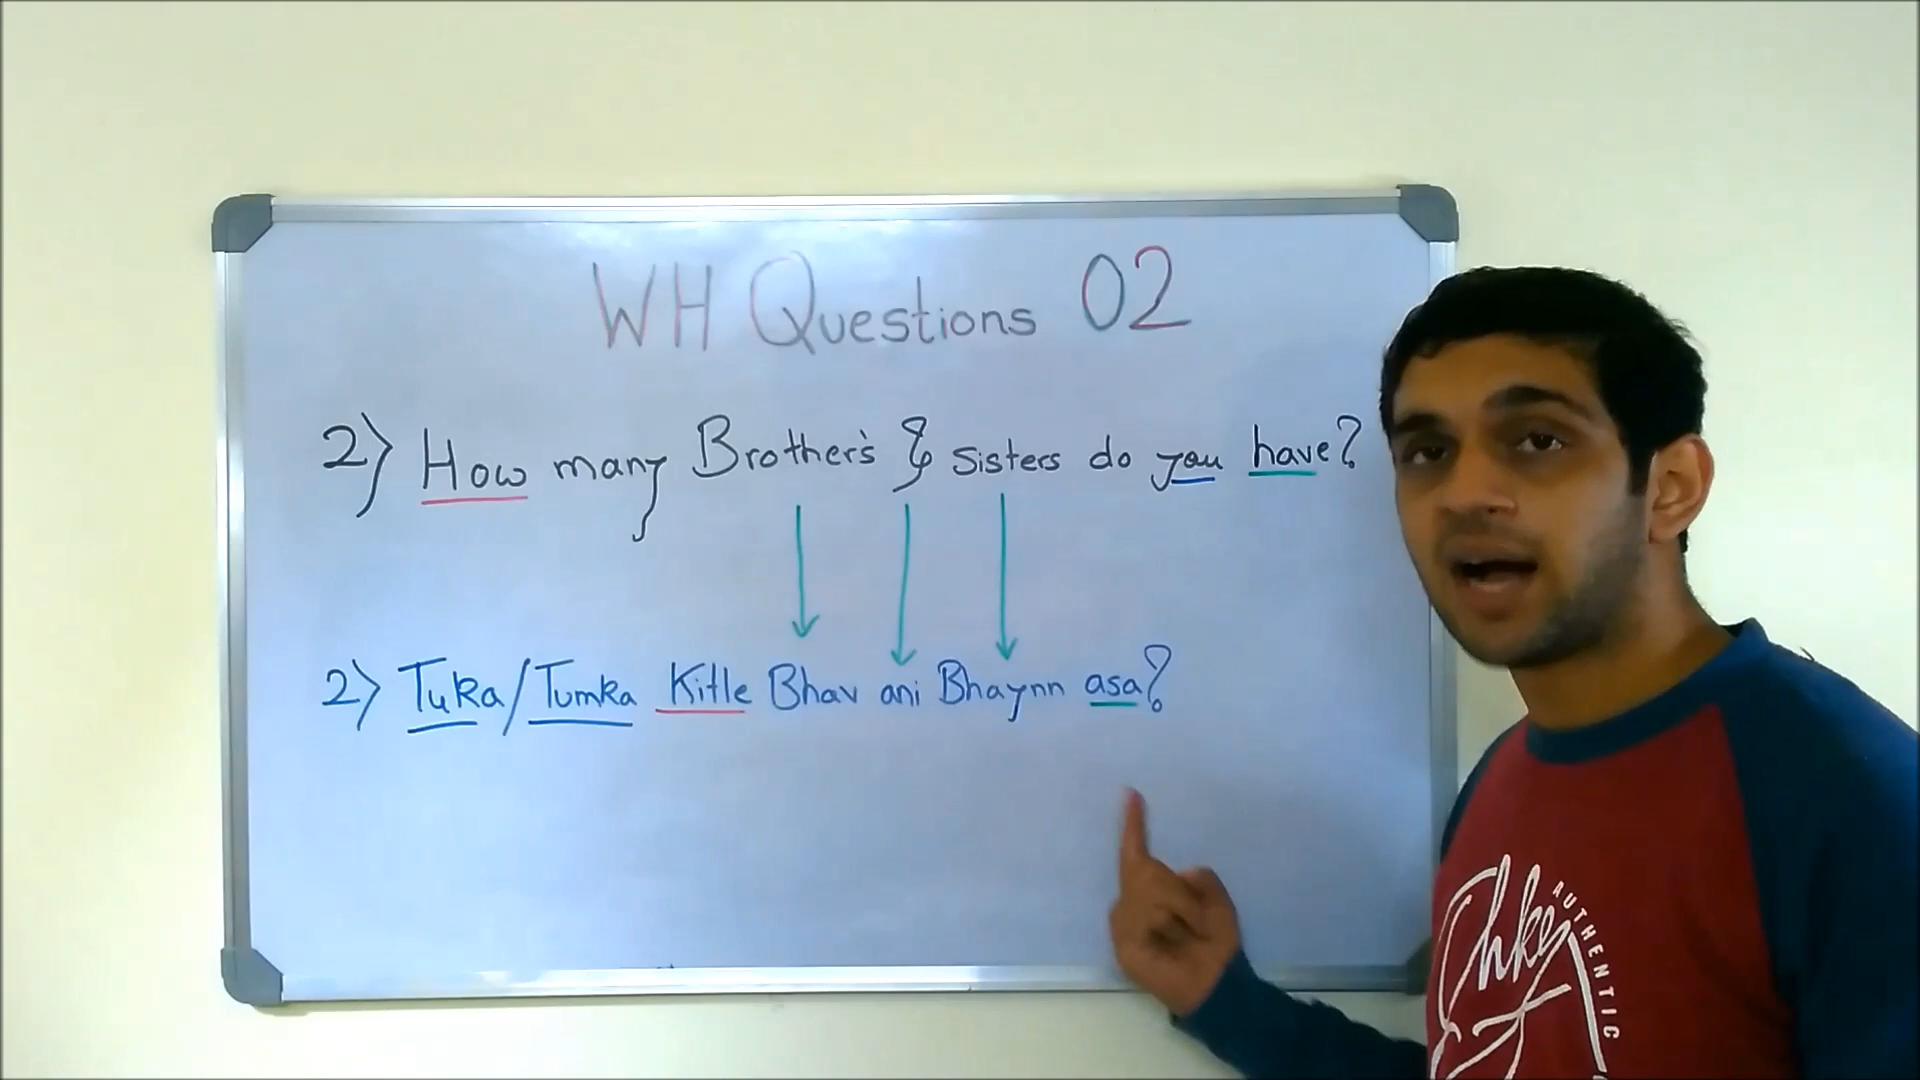 WH Questions 02
2) How many Brother's & sisters do you have?
2) Tuka/Tumka Kitle Bhav ani Bhaynn asa?
AUTHENTIC